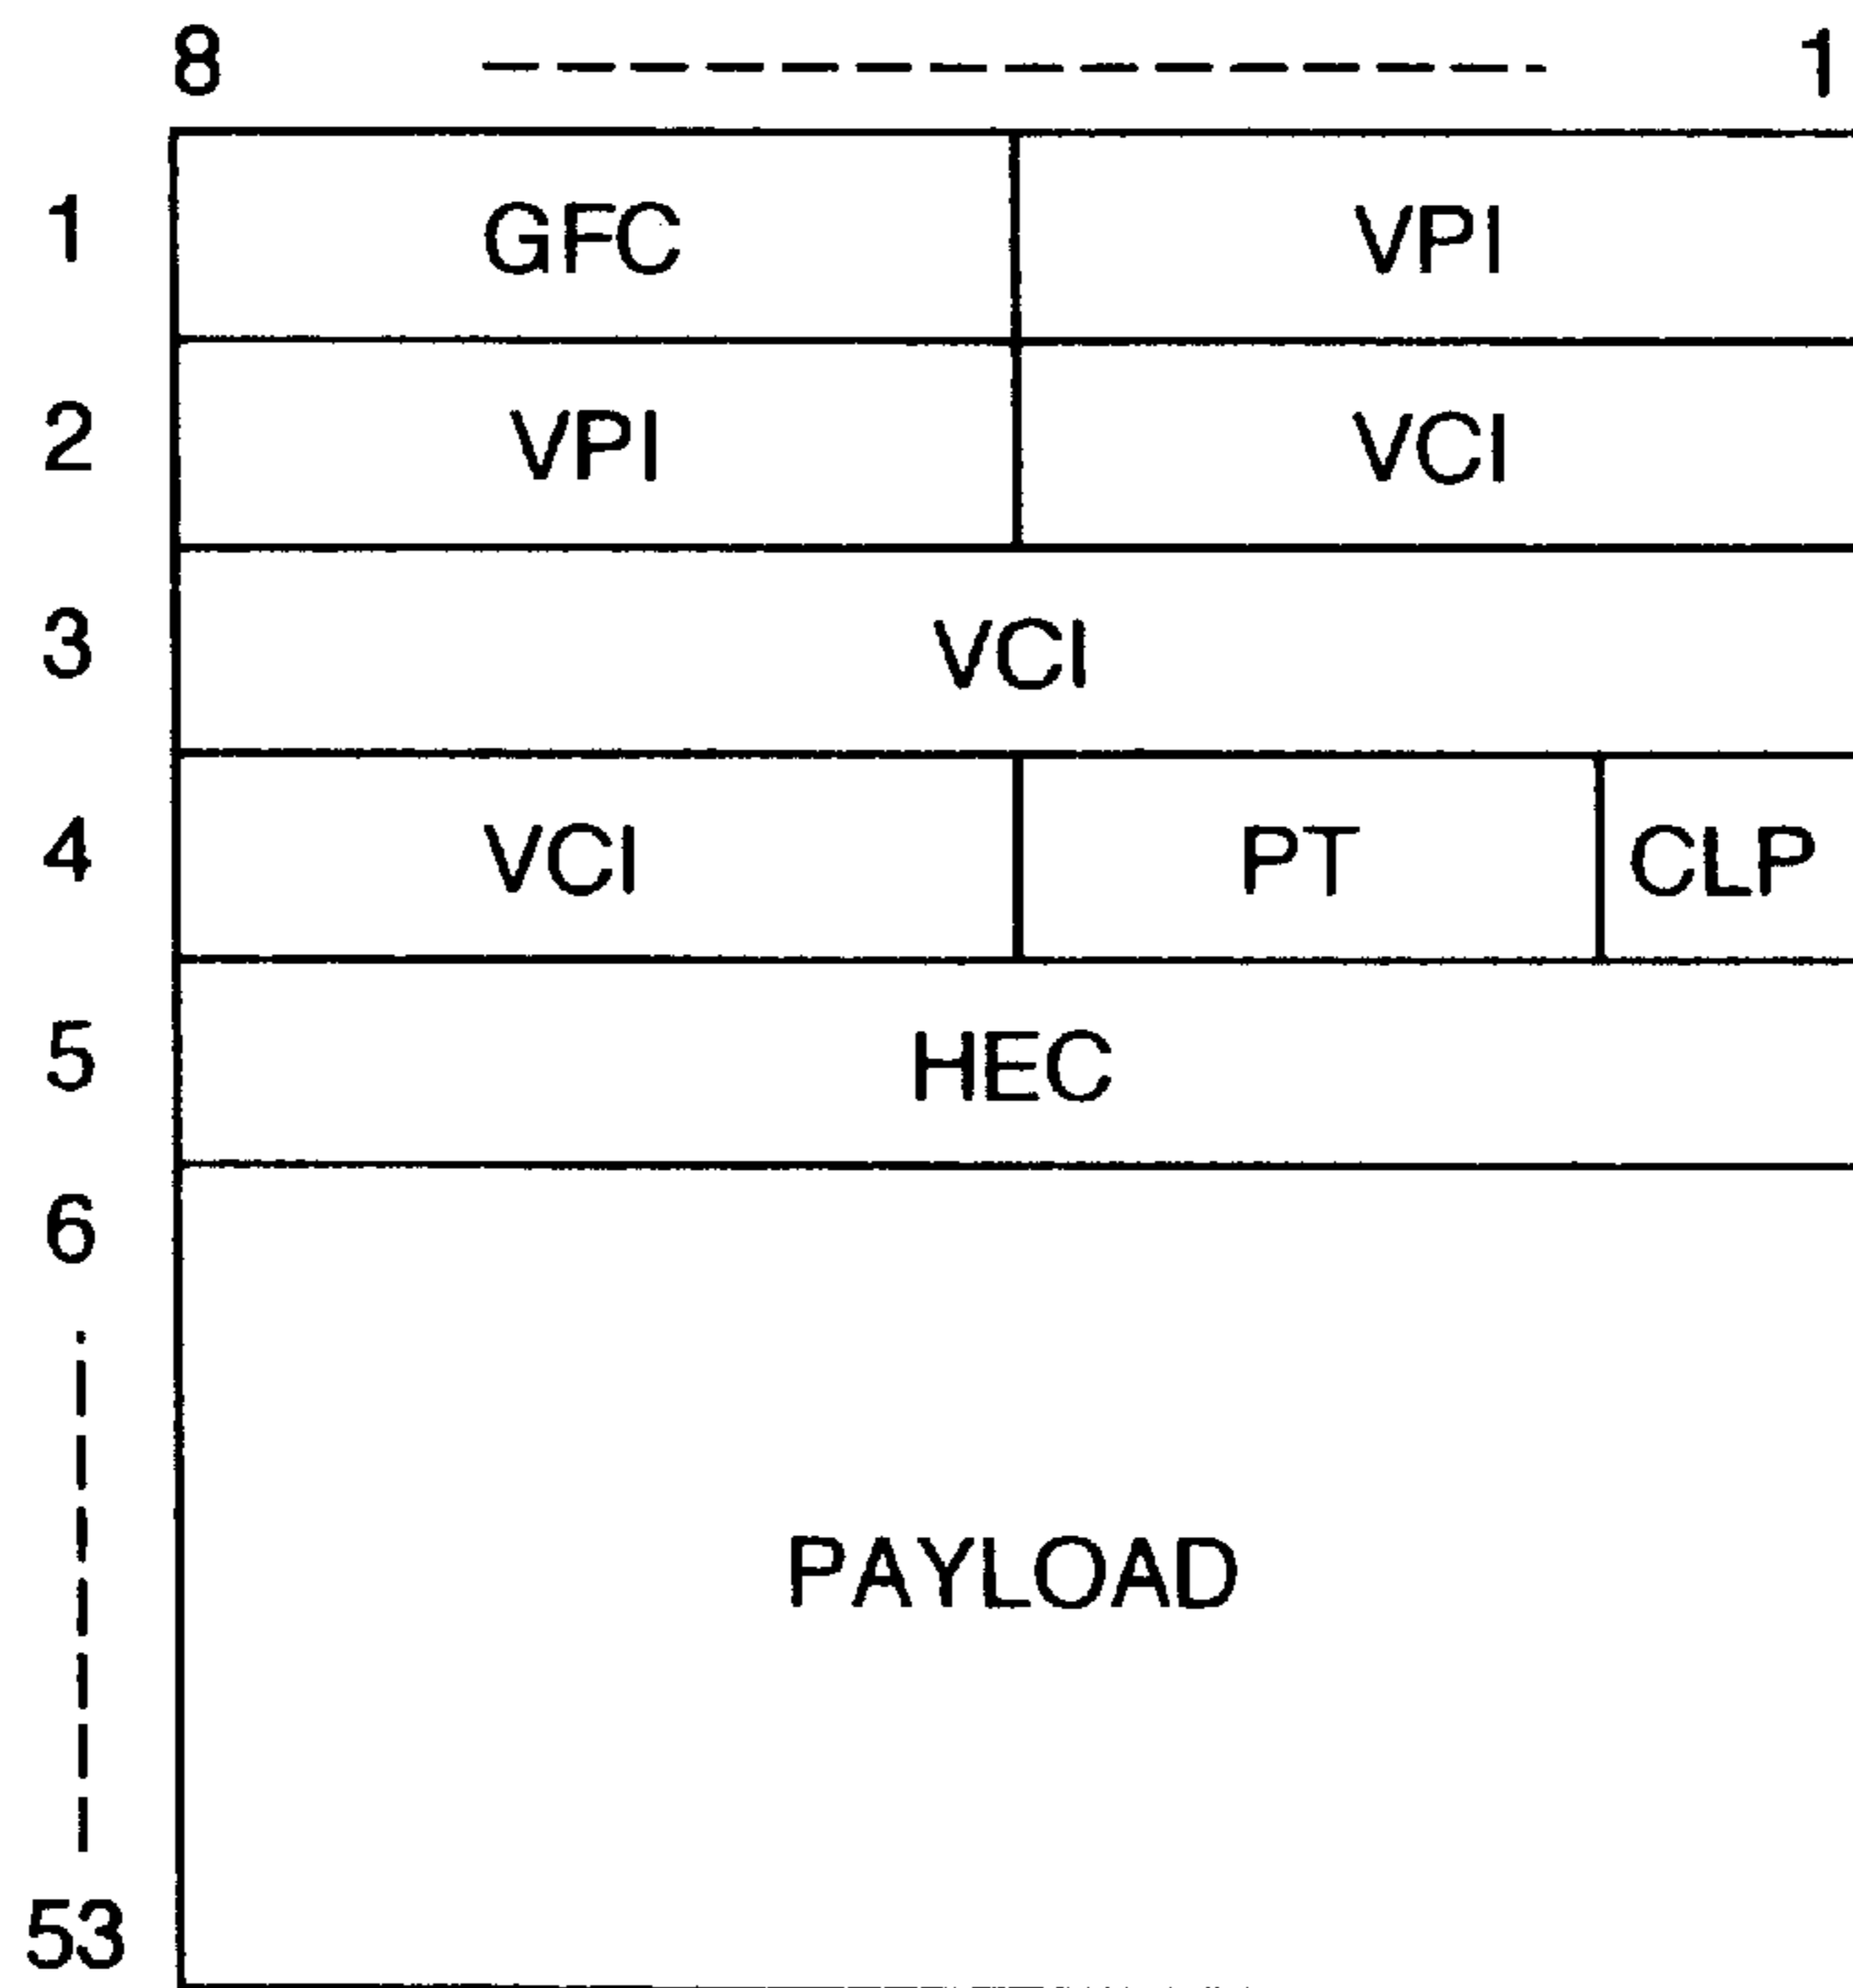 8 1
1 GFC VPI
2 VPI VCI
3 VCI
4 VCI PT CLP
5 HEC
6
PAYLOAD
53